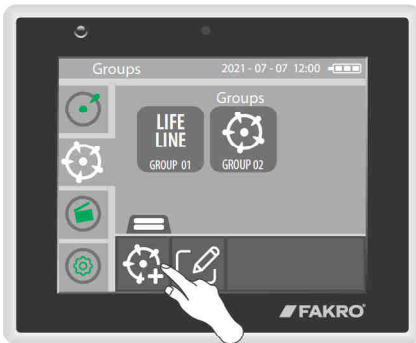 Groups 2021 - 07 - 07 12:00
Groups
LIFE
LINE
GROUP 01
GROUP 02
FAKRO